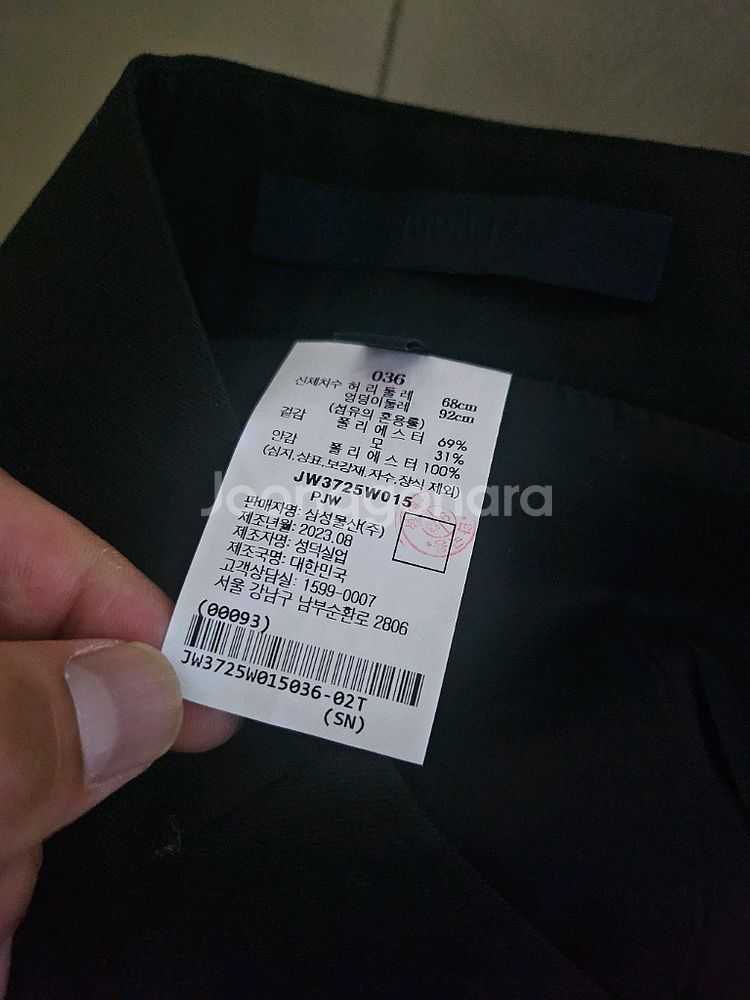 036
신체치수 허 리 둘 레 68cm
엉덩이둘레 92cm
(섬유의 혼용률)
겉감 폴 리 에 스 터 69%
모 31%
안감 폴 리 에 스 터 100%
(심지,상표,보강재,자수,장식 제외)
JW3725W015
PJW
판매자명: 삼성물산(주)
제조년월: 2023.08
제조자명: 성덕실업
제조국명: 대한민국
고객상담실: 1599-0007
서울 강남구 남부순환로 2806
(00093)
JW3725W015036-02T
(SN)
Joonggonara